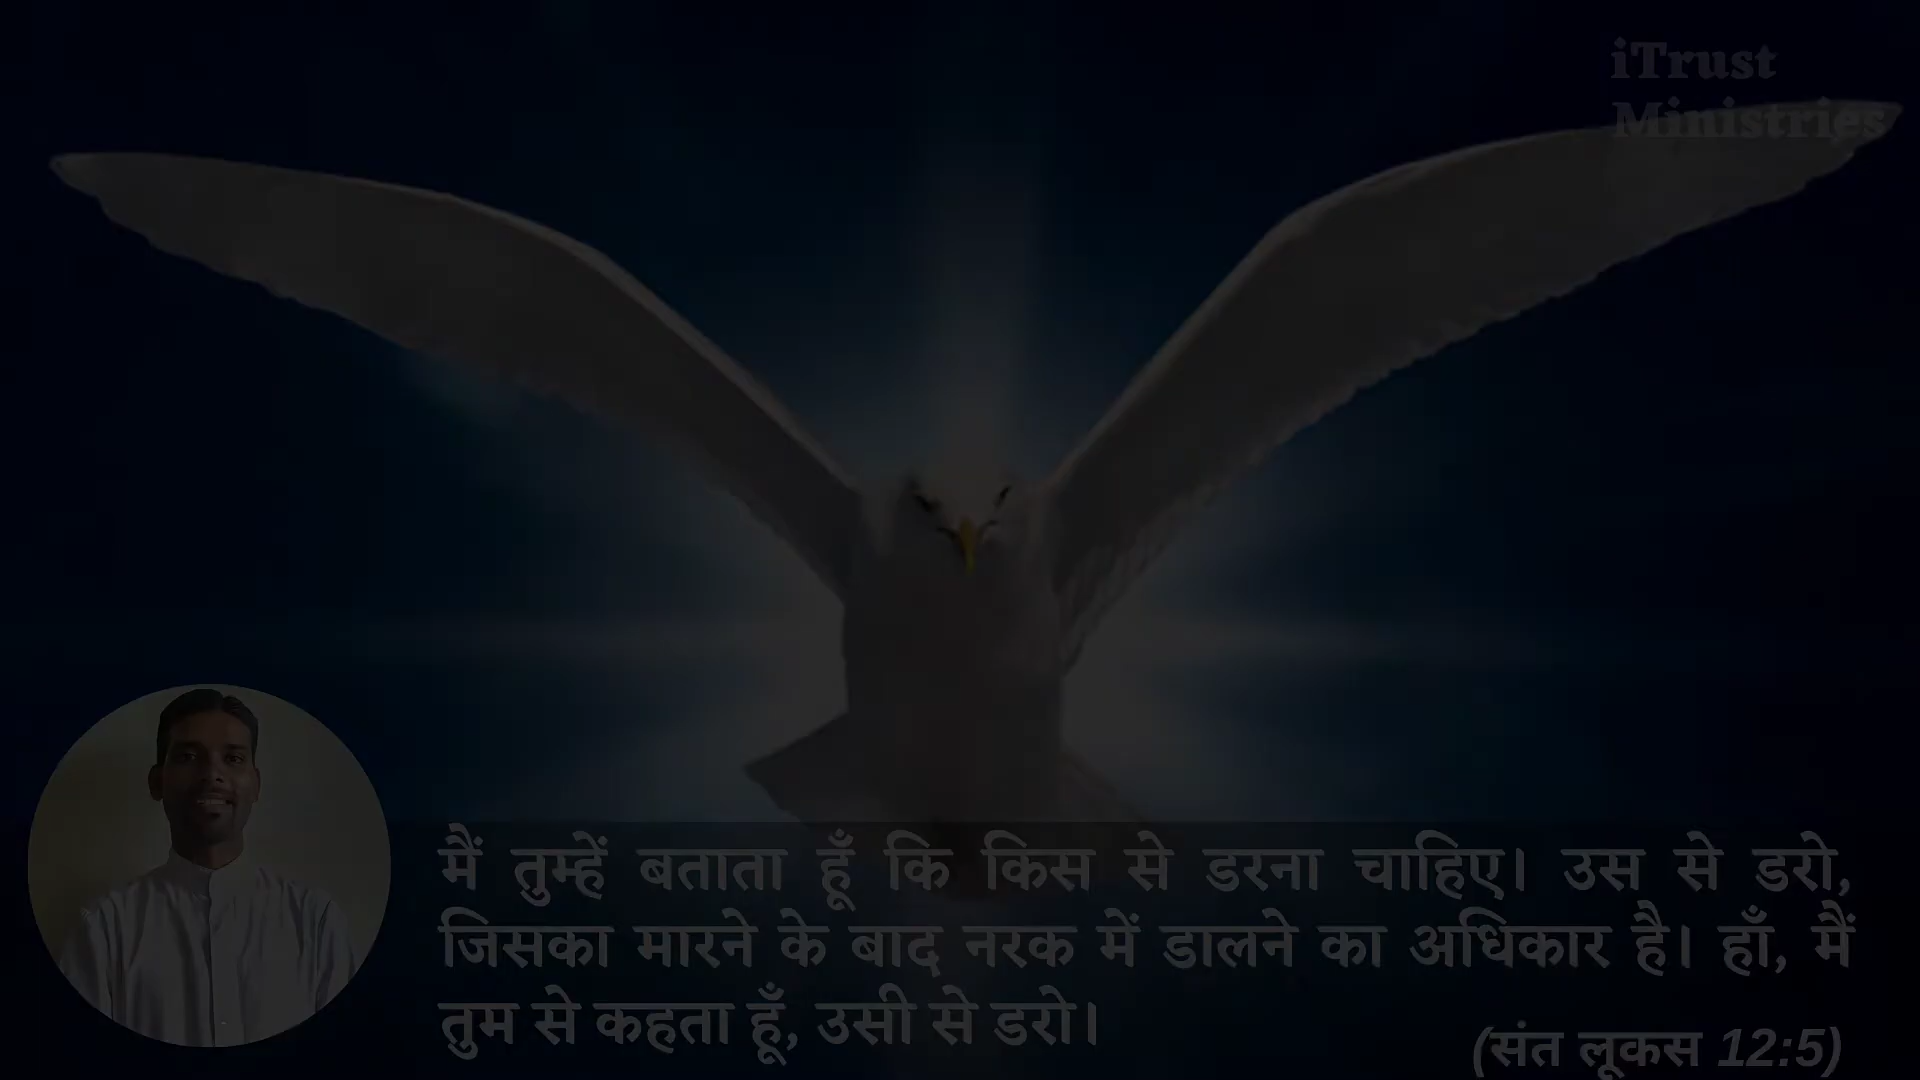 iTrust
Ministries
मैं तुम्हें बताता हूँ कि किस से डरना चाहिए। उस से डरो,
जिसका मारने के बाद नरक में डालने का अधिकार है। हाँ, मैं
तुम से कहता हूँ, उसी से डरो।
(संत लूकस 12:5)